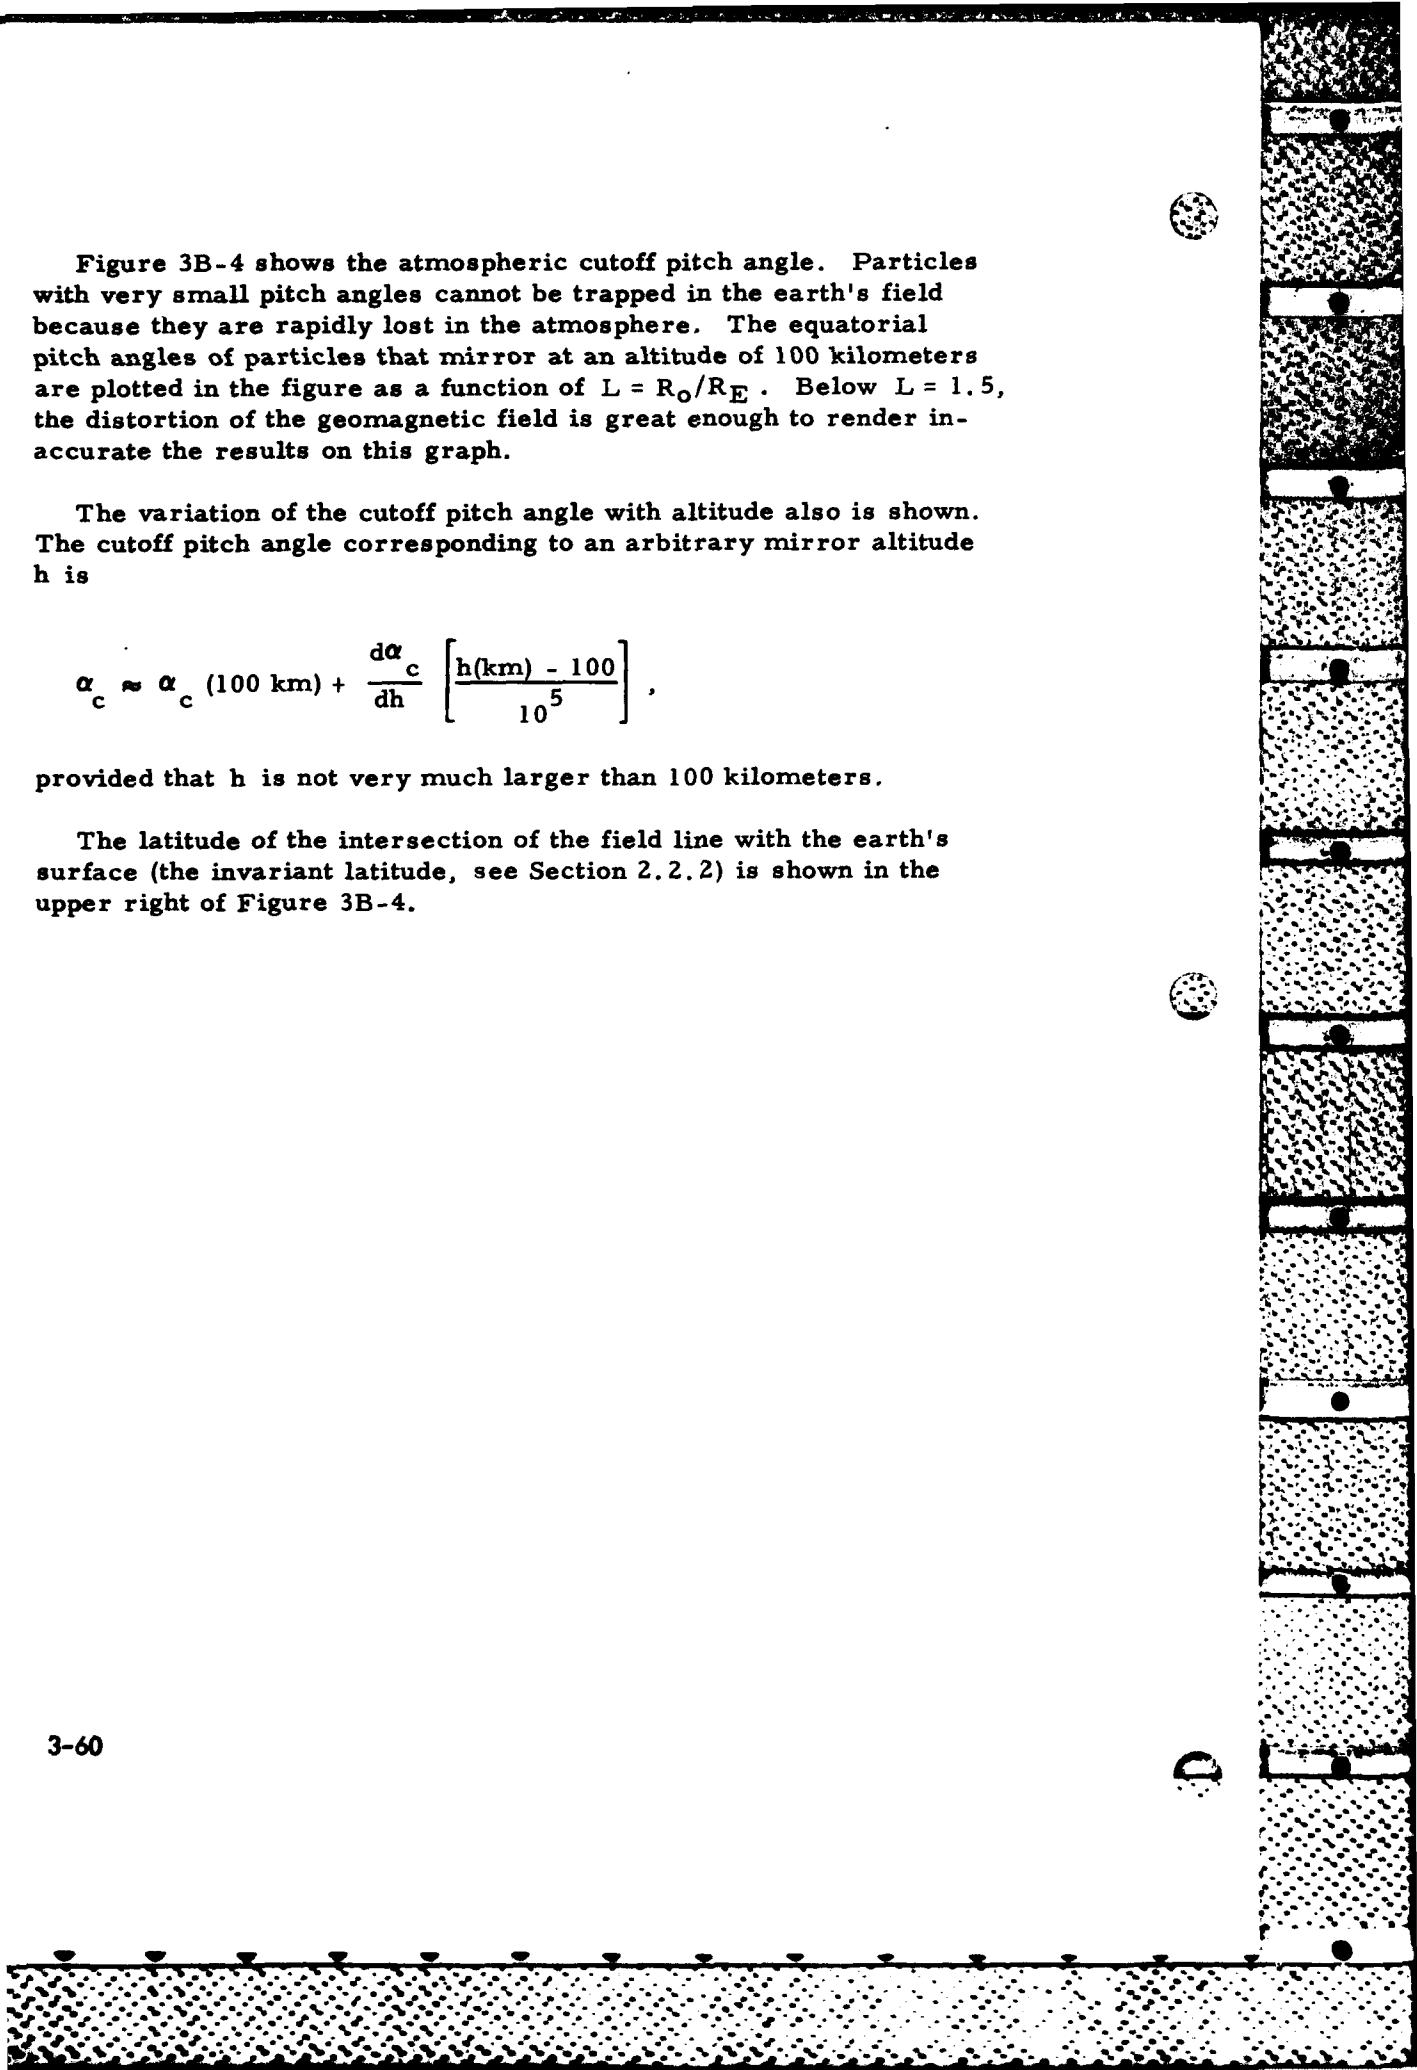 Figure 3B-4 shows the atmospheric cutoff pitch angle. Particles
with very small pitch angles cannot be trapped in the earth's field
because they are rapidly lost in the atmosphere. The equatorial
pitch angles of particles that mirror at an altitude of 100 kilometers
are plotted in the figure as a function of L = R_o/R_E . Below L = 1.5,
the distortion of the geomagnetic field is great enough to render in-
accurate the results on this graph.
The variation of the cutoff pitch angle with altitude also is shown.
The cutoff pitch angle corresponding to an arbitrary mirror altitude
h is
α_c ≈ α_c (100 km) + dα_c/dh [h(km) - 100 / 10^5] ,
provided that h is not very much larger than 100 kilometers.
The latitude of the intersection of the field line with the earth's
surface (the invariant latitude, see Section 2.2.2) is shown in the
upper right of Figure 3B-4.
3-60